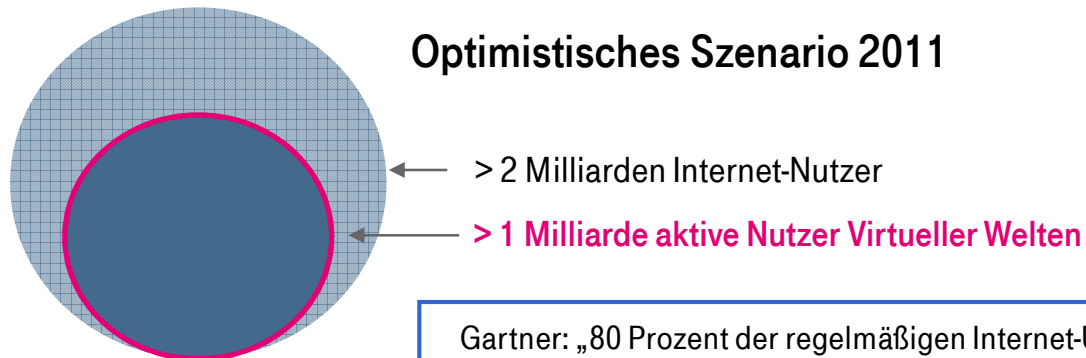 Optimistisches Szenario 2011
> 2 Milliarden Internet-Nutzer
> 1 Milliarde aktive Nutzer Virtueller Welten
Gartner: „80 Prozent der regelmäßigen Internet-